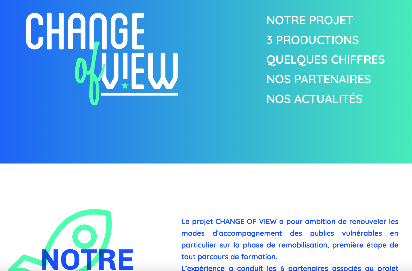 CHANGE
of VIEW
NOTRE PROJET
3 PRODUCTIONS
QUELQUES CHIFFRES
NOS PARTENAIRES
NOS ACTUALITÉS
NOTRE
Le projet CHANGE OF VIEW a pour ambition de renouveler les
modes d'accompagnement des publics vulnérables en
particulier sur la phase de remobilisation, première étape de
tout parcours de formation.
L'expérience a conduit les 6 partenaires associés au projet